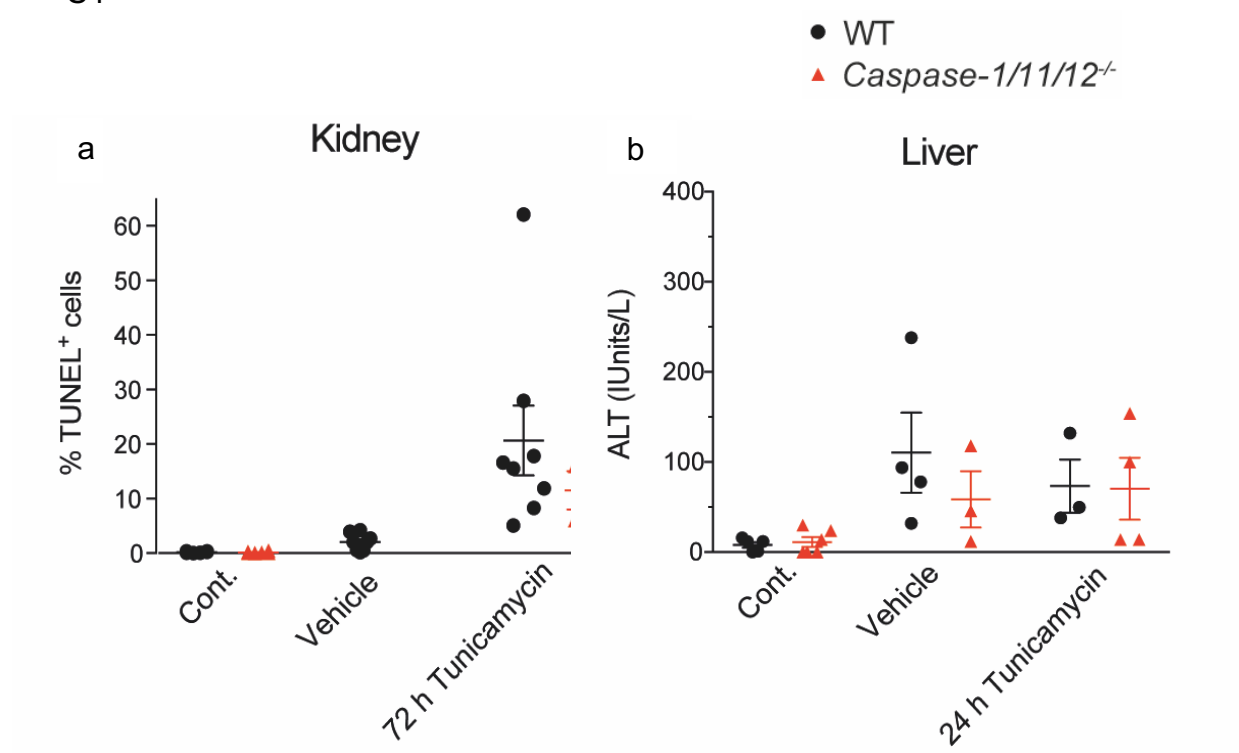 WT
Caspase-1/11/12-/-
a
Kidney
% TUNEL+ cells
60
50
40
30
20
10
0
Cont.
Vehicle
72 h Tunicamycin
b
Liver
ALT (IUnits/L)
400
300
200
100
0
Cont.
Vehicle
24 h Tunicamycin